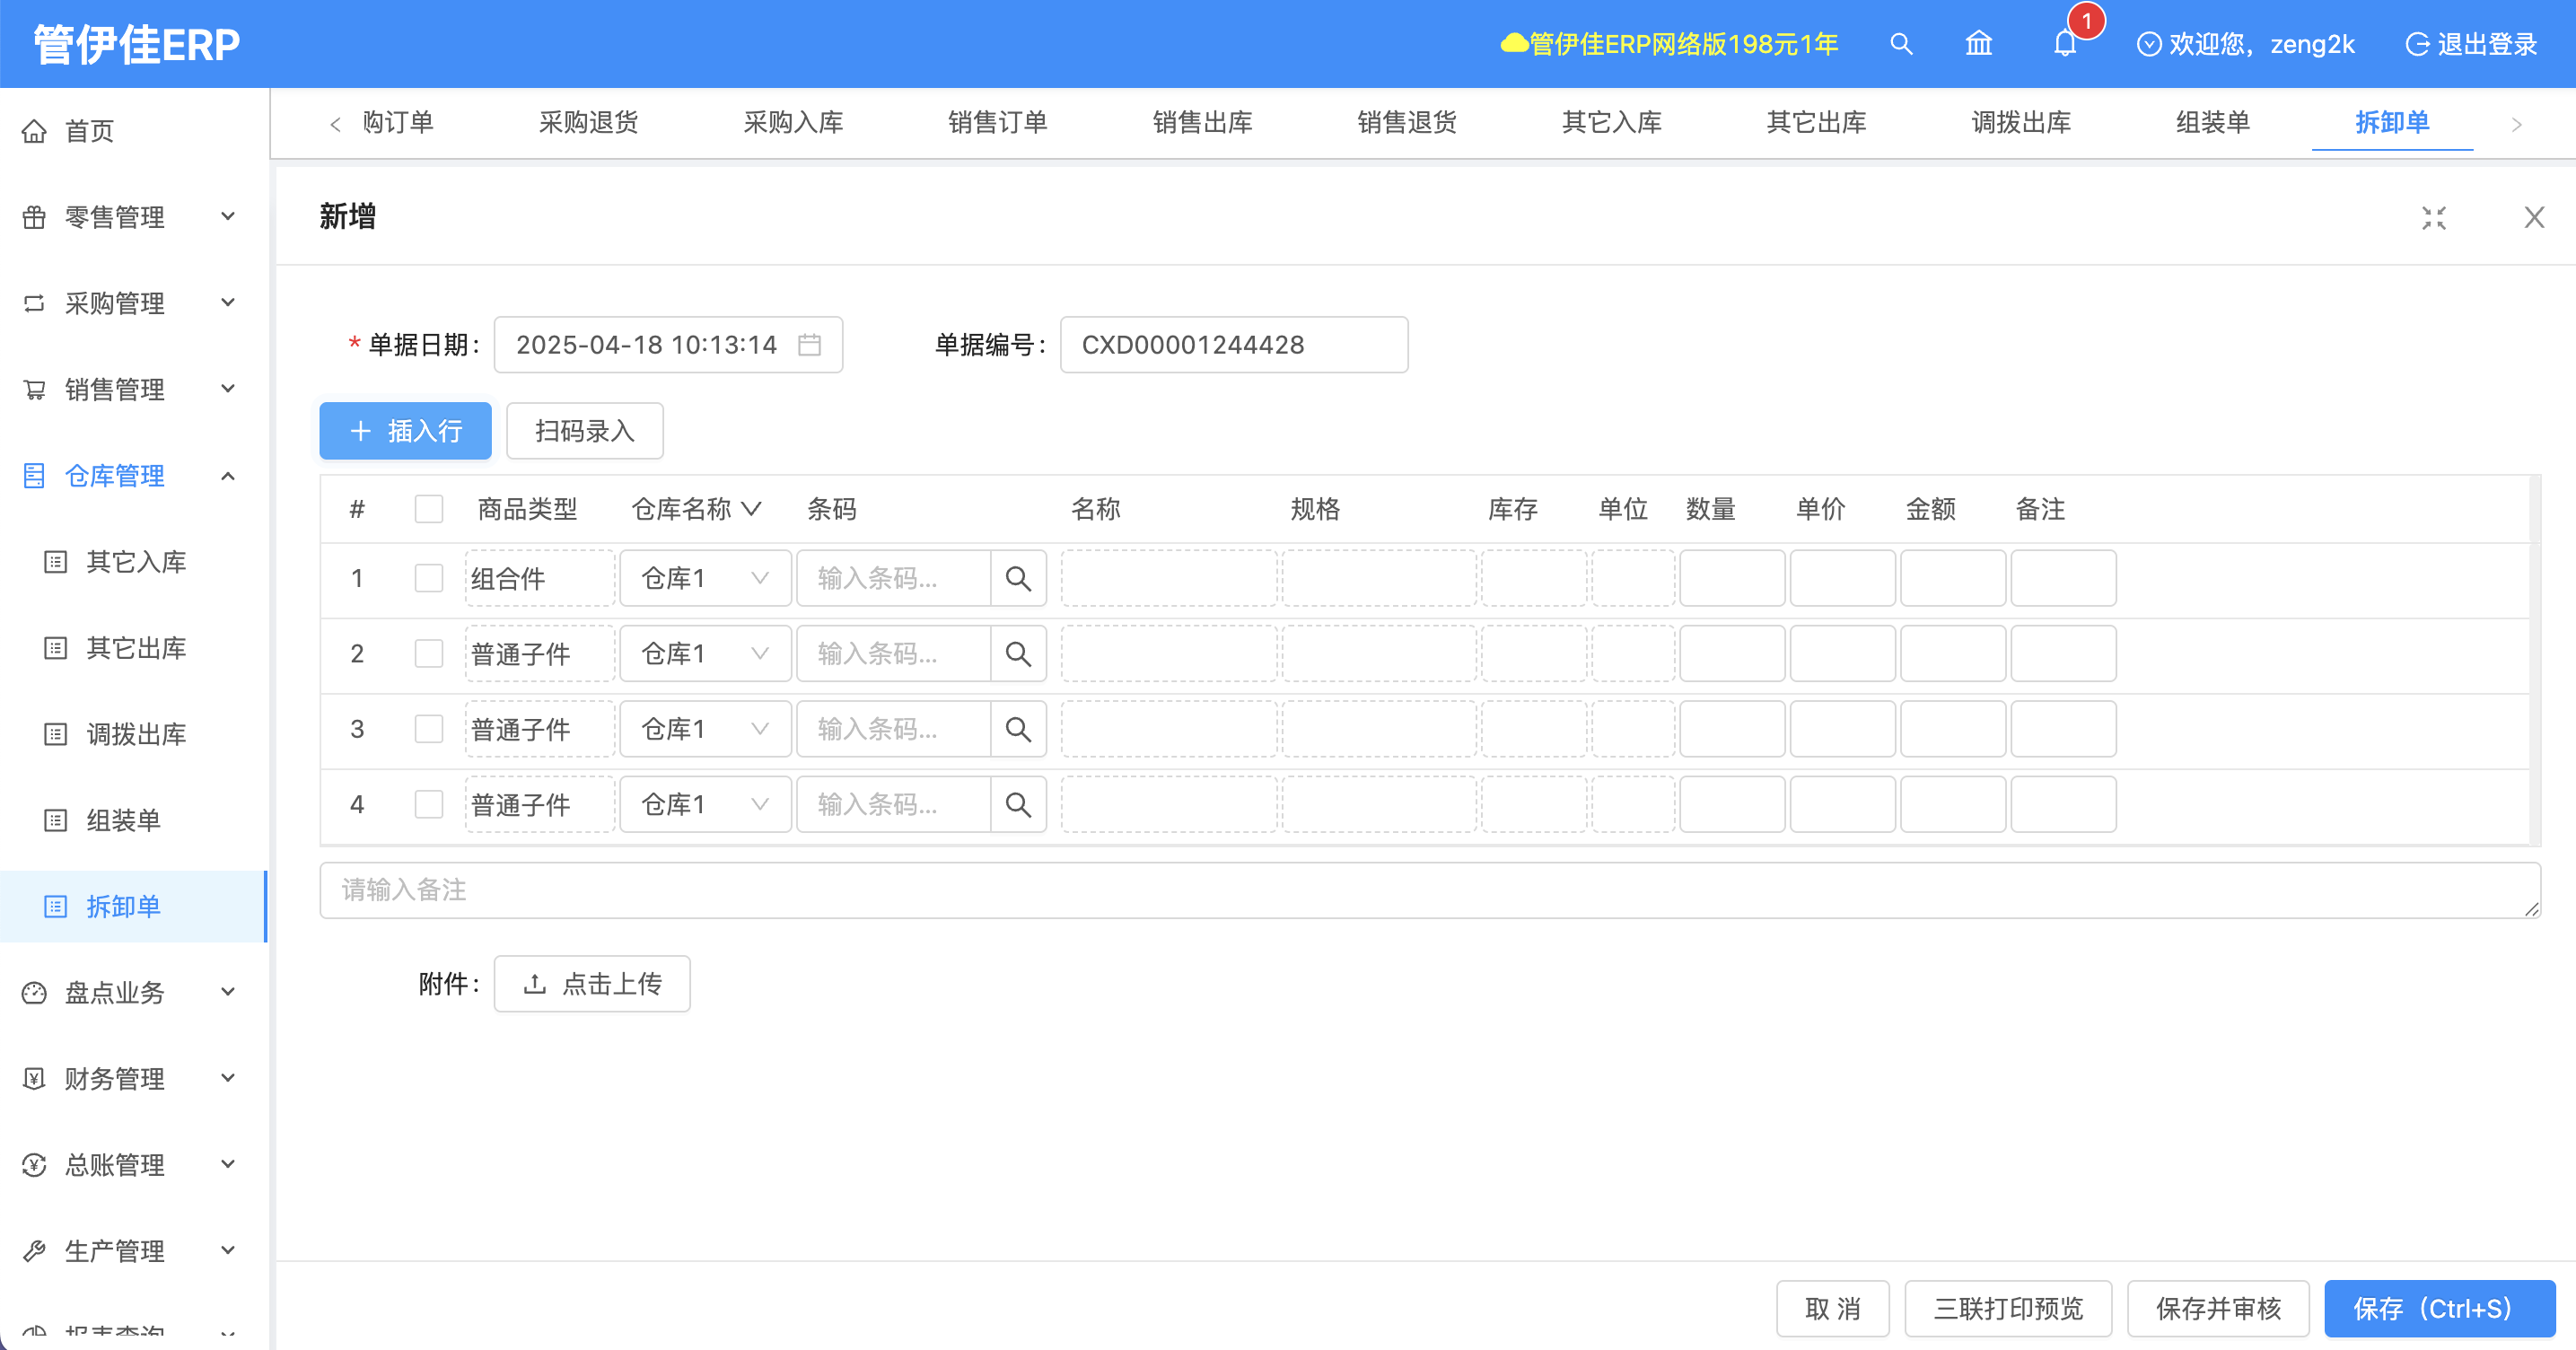 管伊佳ERP
管伊佳ERP网络版198元1年
1
欢迎您，zeng2k
退出登录
首页
零售管理
采购管理
销售管理
仓库管理
其它入库
其它出库
调拨出库
组装单
拆卸单
盘点业务
财务管理
总账管理
生产管理
报表查询
购订单 采购退货 采购入库 销售订单 销售出库 销售退货 其它入库 其它出库 调拨出库 组装单 拆卸单
新增
* 单据日期： 2025-04-18 10:13:14 单据编号： CXD00001244428
插入行 扫码录入
# 商品类型 仓库名称 条码 名称 规格 库存 单位 数量 单价 金额 备注
1 组合件 仓库1 输入条码...
2 普通子件 仓库1 输入条码...
3 普通子件 仓库1 输入条码...
4 普通子件 仓库1 输入条码...
请输入备注
附件： 点击上传
取 消 三联打印预览 保存并审核 保存（Ctrl+S）